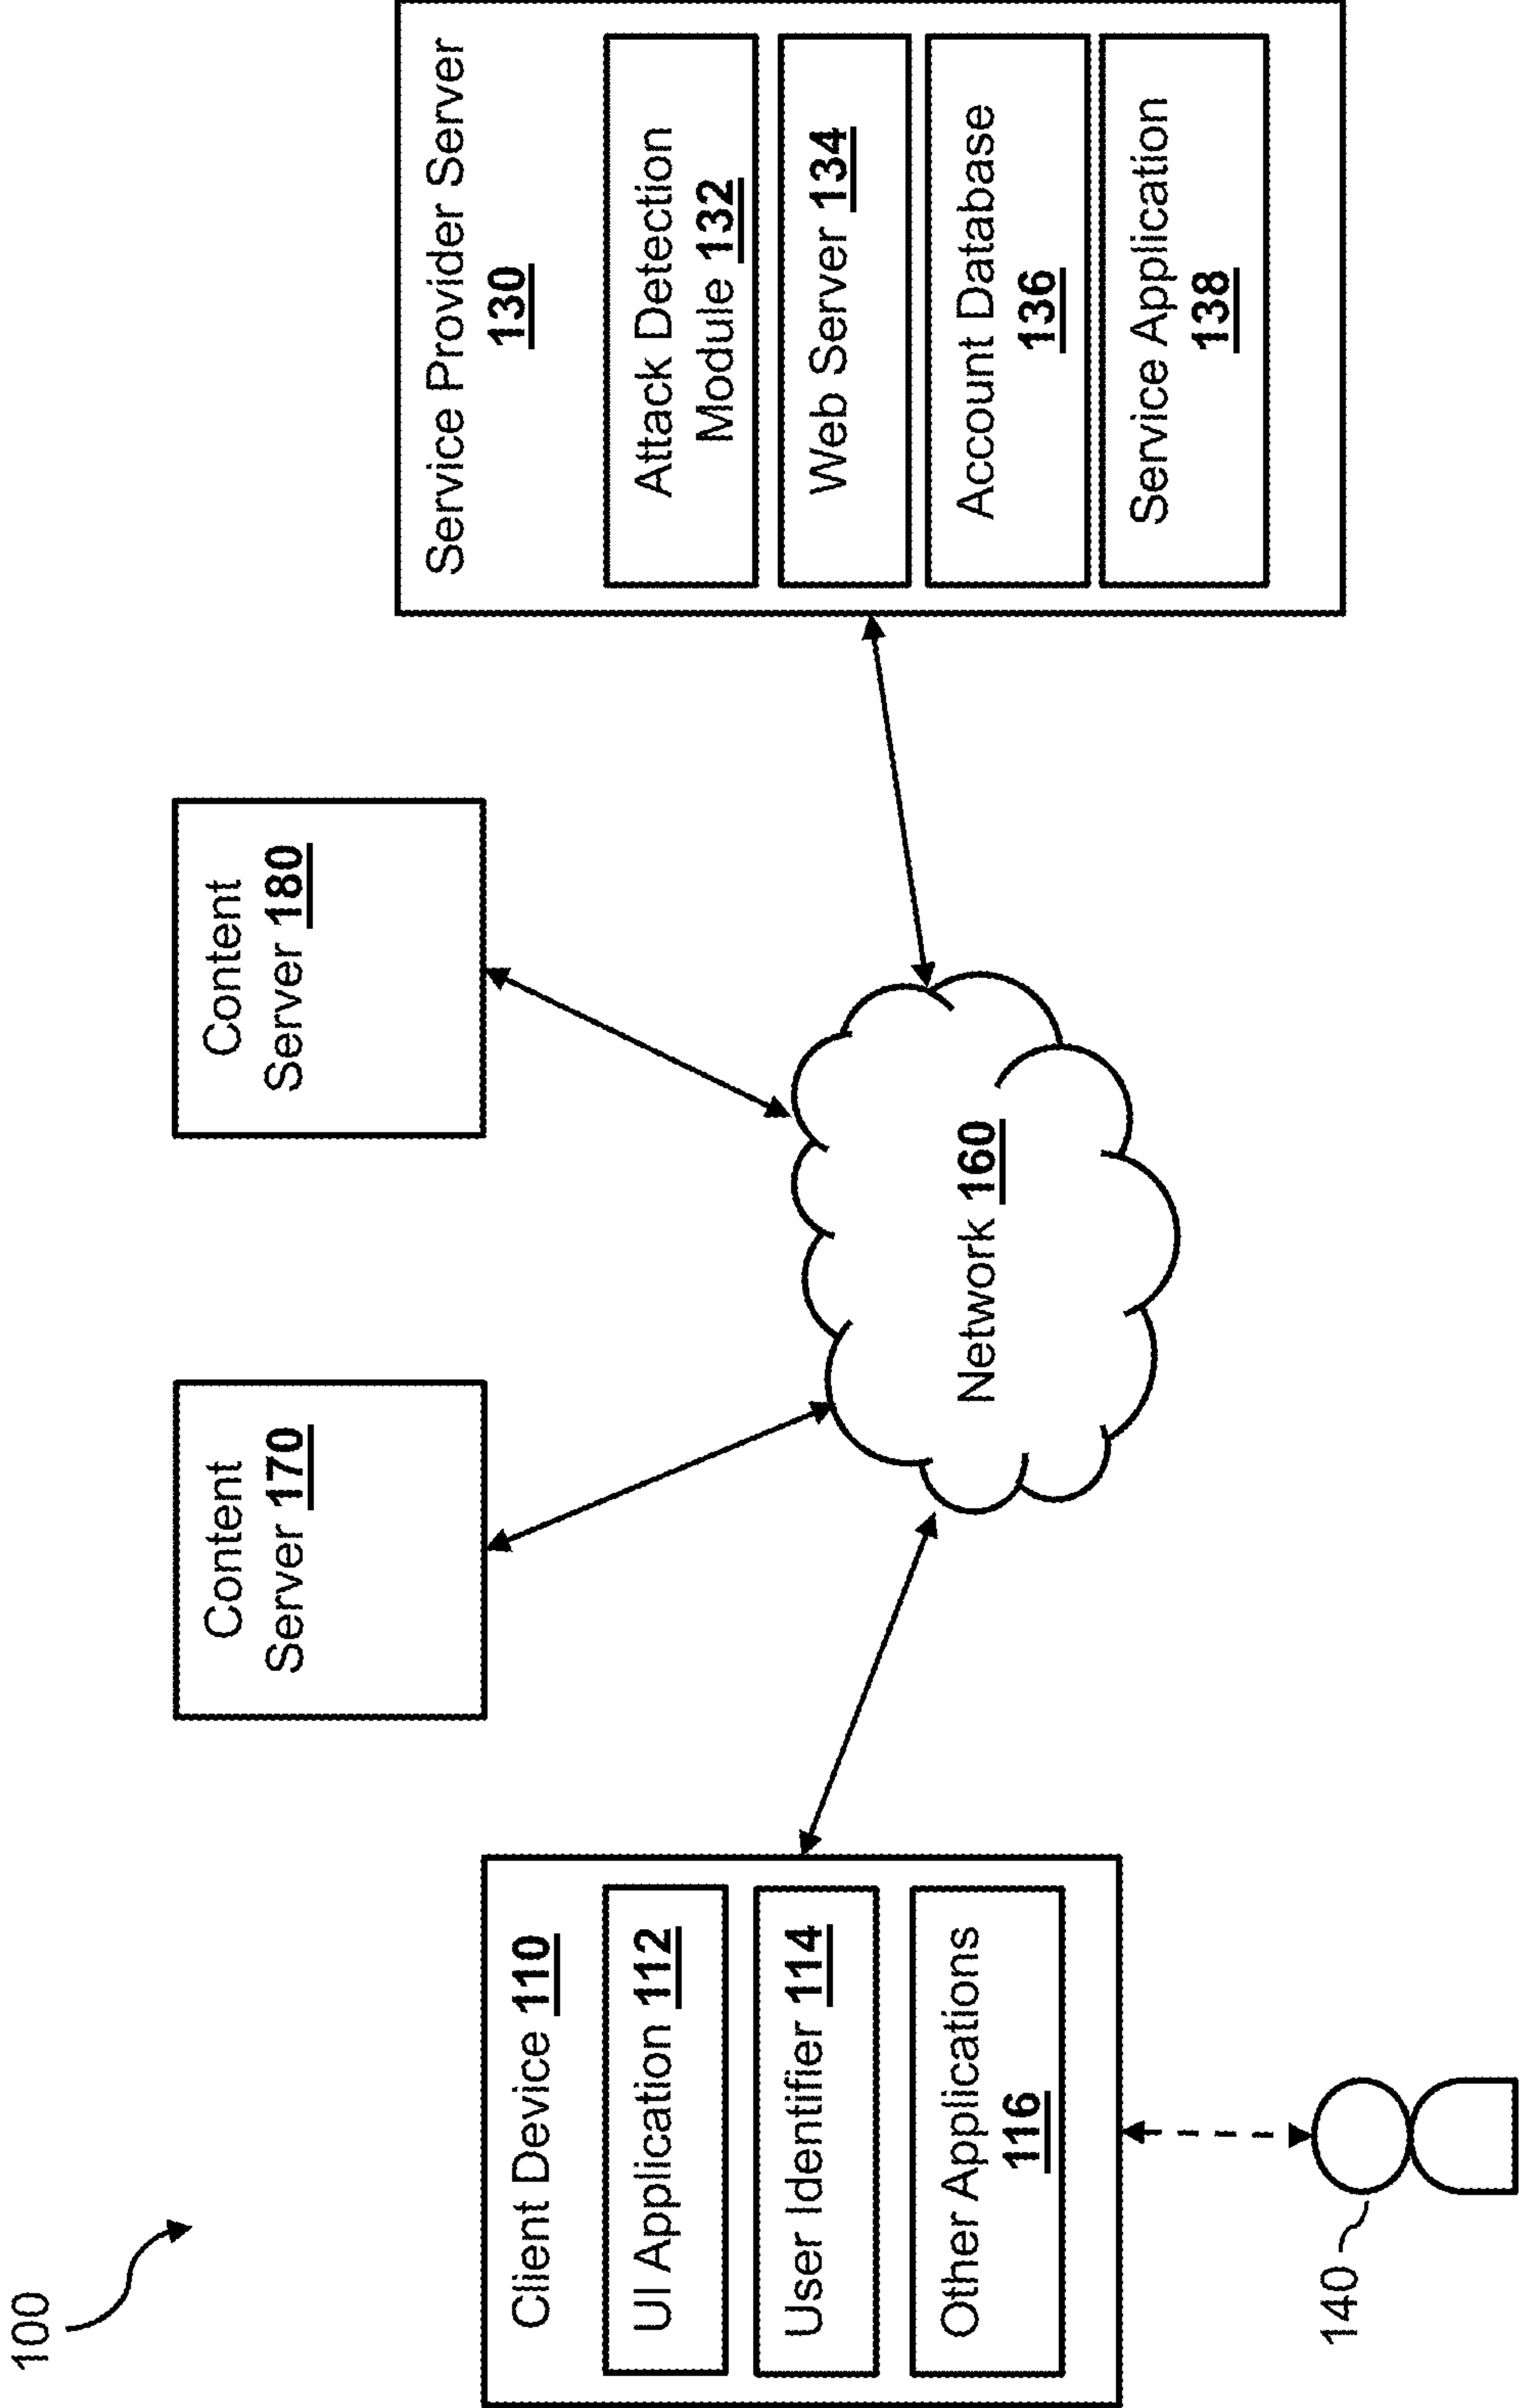 100
Content
Server 170
Content
Server 180
Client Device 110
UI Application 112
User Identifier 114
Other Applications
116
140
Network 160
Service Provider Server
130
Attack Detection
Module 132
Web Server 134
Account Database
136
Service Application
138